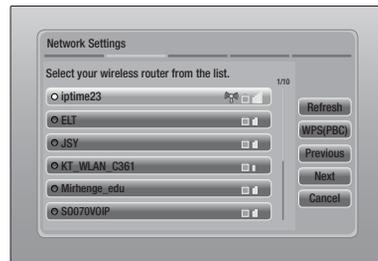 Network Settings
Select your wireless router from the list.
1/10
iptime23
ELT
JSY
KT_WLAN_C361
Mirhenge_edu
SO070VOIP
Refresh
WPS(PBC)
Previous
Next
Cancel